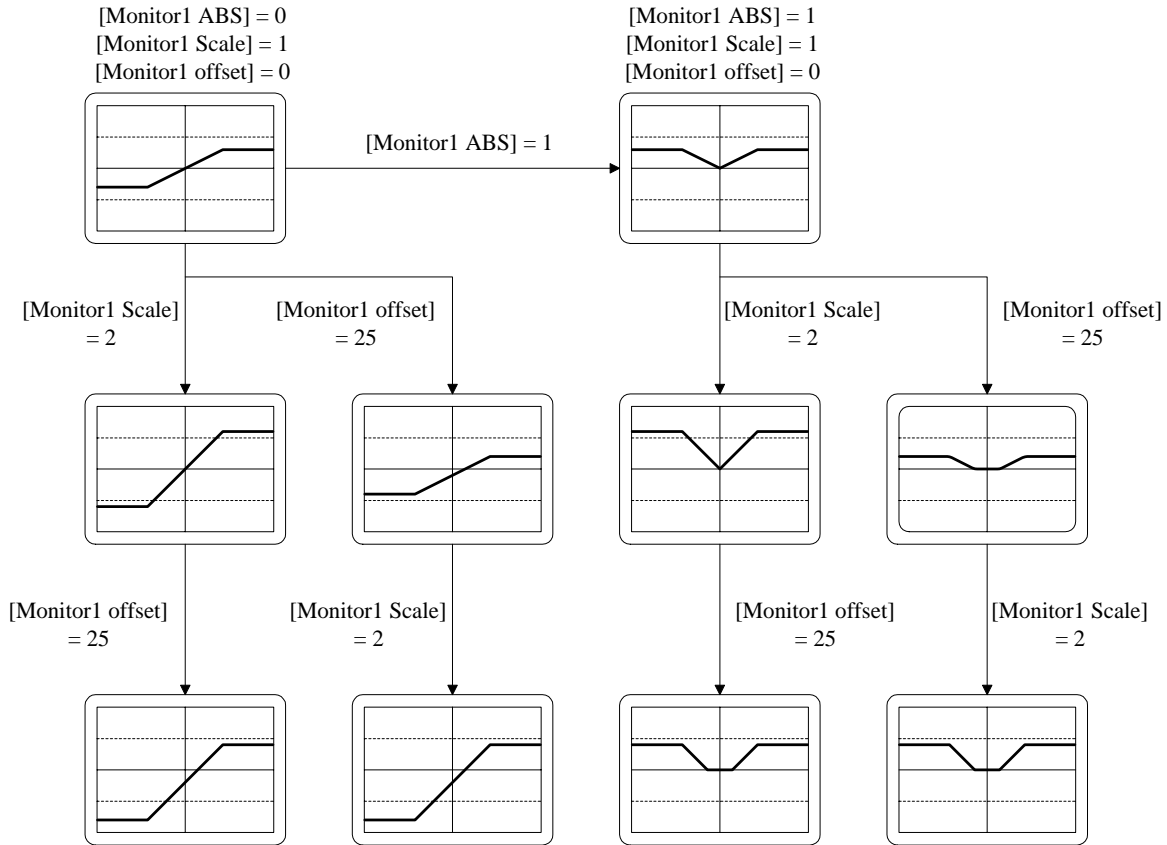 [Monitor1 ABS] = 0
[Monitor1 Scale] = 1
[Monitor1 offset] = 0
[Monitor1 ABS] = 1
[Monitor1 Scale] = 1
[Monitor1 offset] = 0
[Monitor1 ABS] = 1
[Monitor1 Scale]
= 2
[Monitor1 offset]
= 25
[Monitor1 Scale]
= 2
[Monitor1 offset]
= 25
[Monitor1 offset]
= 25
[Monitor1 Scale]
= 2
[Monitor1 offset]
= 25
[Monitor1 Scale]
= 2